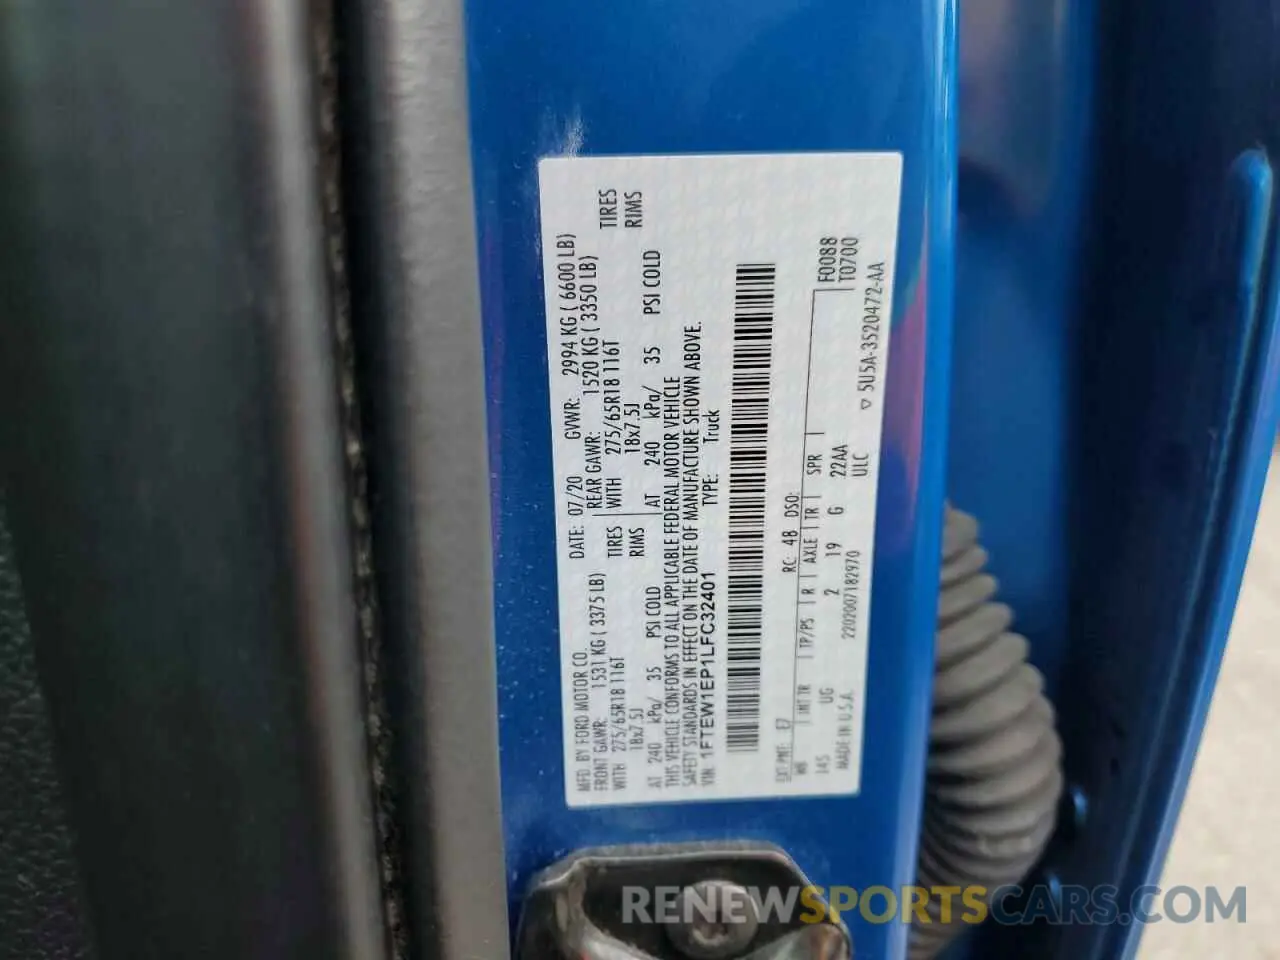 MFD. BY FORD MOTOR CO.
DATE: 07/20 GVWR: 2994 KG ( 6600 LB)
FRONT GAWR: 1531 KG ( 3375 LB)
REAR GAWR: 1520 KG ( 3350 LB)
WITH 275/65R18 116T TIRES
WITH 275/65R18 116T TIRES
18x7.5J RIMS
18x7.5J RIMS
AT 240 kPa/ 35 PSI COLD
AT 240 kPa/ 35 PSI COLD
THIS VEHICLE CONFORMS TO ALL APPLICABLE FEDERAL MOTOR VEHICLE
SAFETY STANDARDS IN EFFECT ON THE DATE OF MANUFACTURE SHOWN ABOVE.
VIN: 1FTEW1EP1LFC32401 TYPE: Truck
EXT PNT: E7 RC: 48 DSO:
F0088
WB INT TR TP/PS R AXLE TR SPR
T0700
145 UG 2 19 G 22AA
MADE IN U.S.A. 2202007182970 ULC
5U5A-3520472-AA
RENEWSPORTSCARS.COM